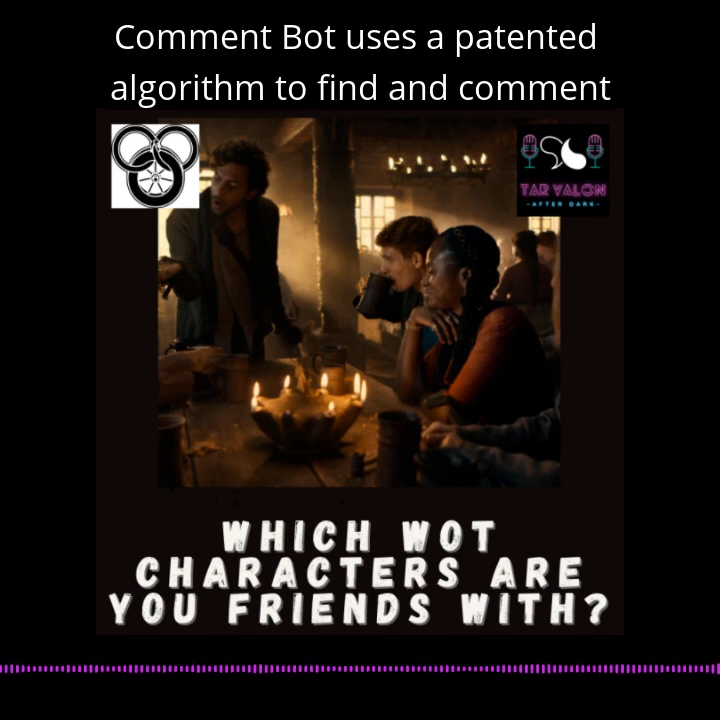 Comment Bot uses a patented
algorithm to find and comment
TAR VALON
-AFTER DARK-
WHICH WOT
CHARACTERS ARE
YOU FRIENDS WITH?